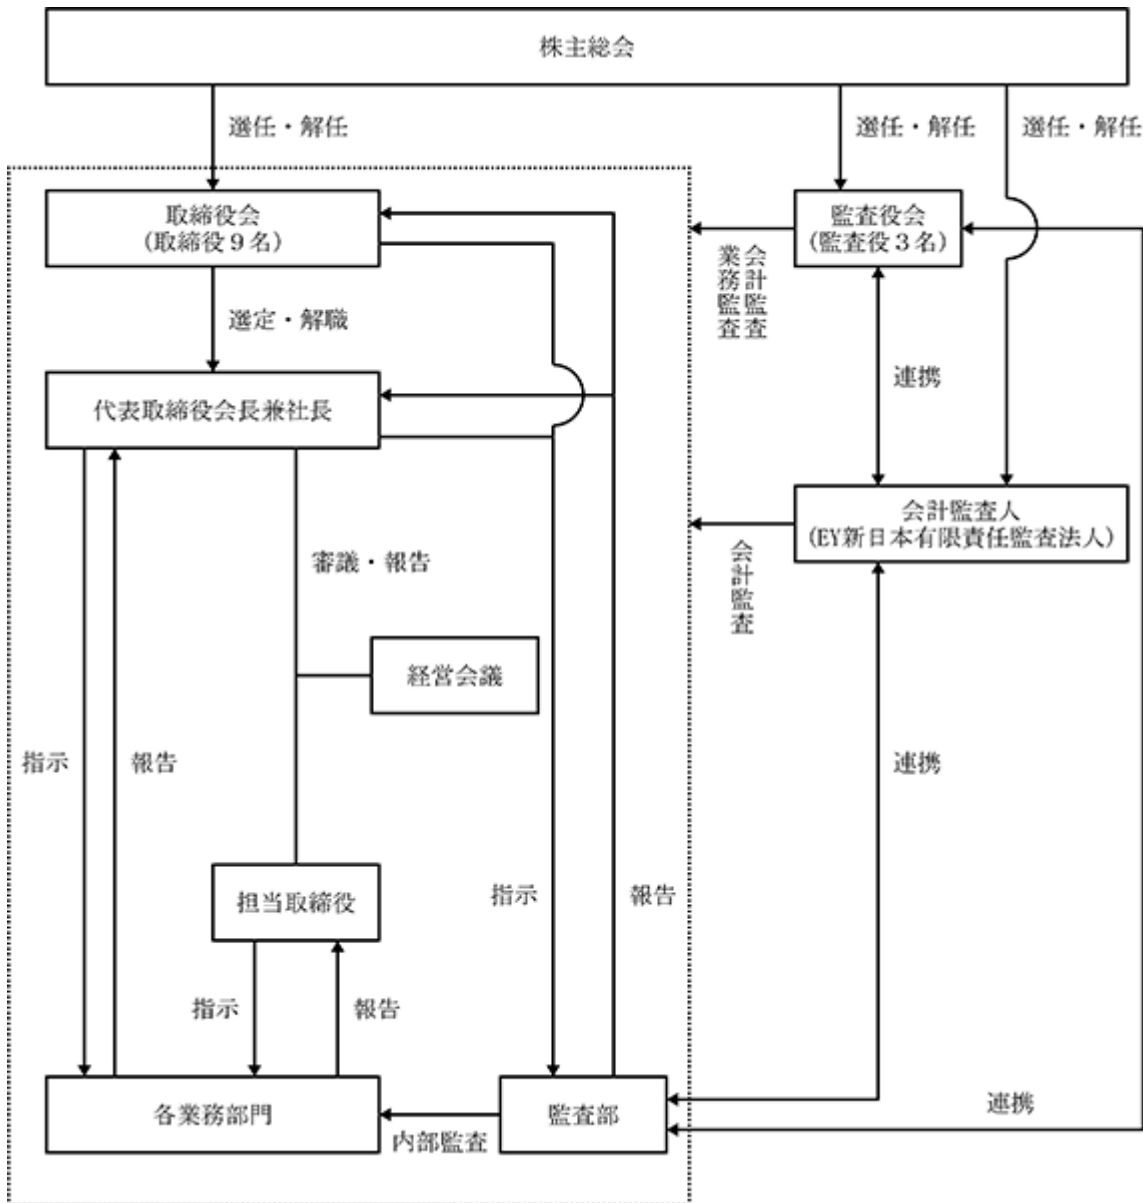 株主総会
選任・解任
選任・解任
選任・解任
取締役会
(取締役9名)
監査役会
(監査役3名)
業務監査
会計監査
選定・解職
代表取締役会長兼社長
連携
会計監査人
(EY新日本有限責任監査法人)
会計監査
審議・報告
経営会議
指示
報告
連携
担当取締役
指示
報告
指示
報告
各業務部門
内部監査
監査部
連携